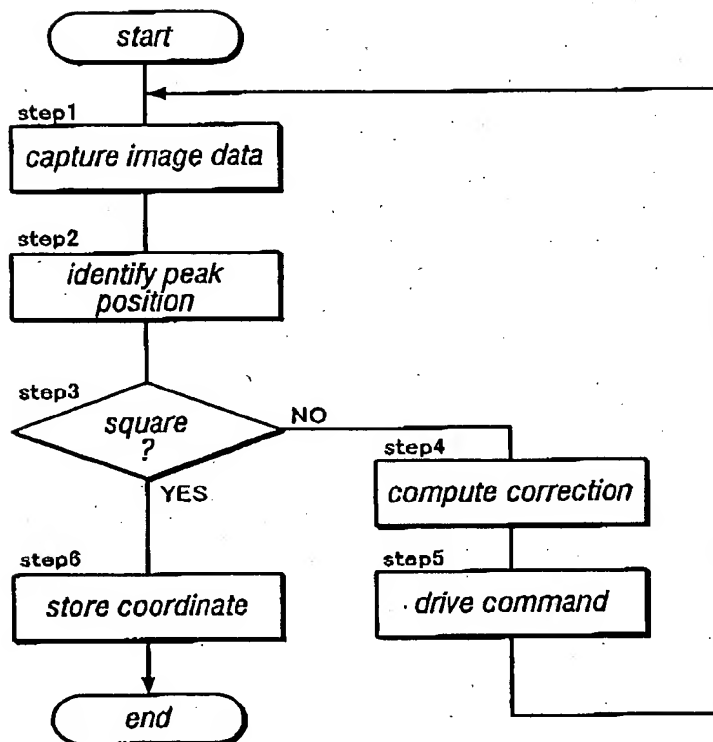 start
step1
capture image data
step2
identify peak
position
step3
square
?
NO
YES
step4
compute correction
step5
drive command
step6
store coordinate
end